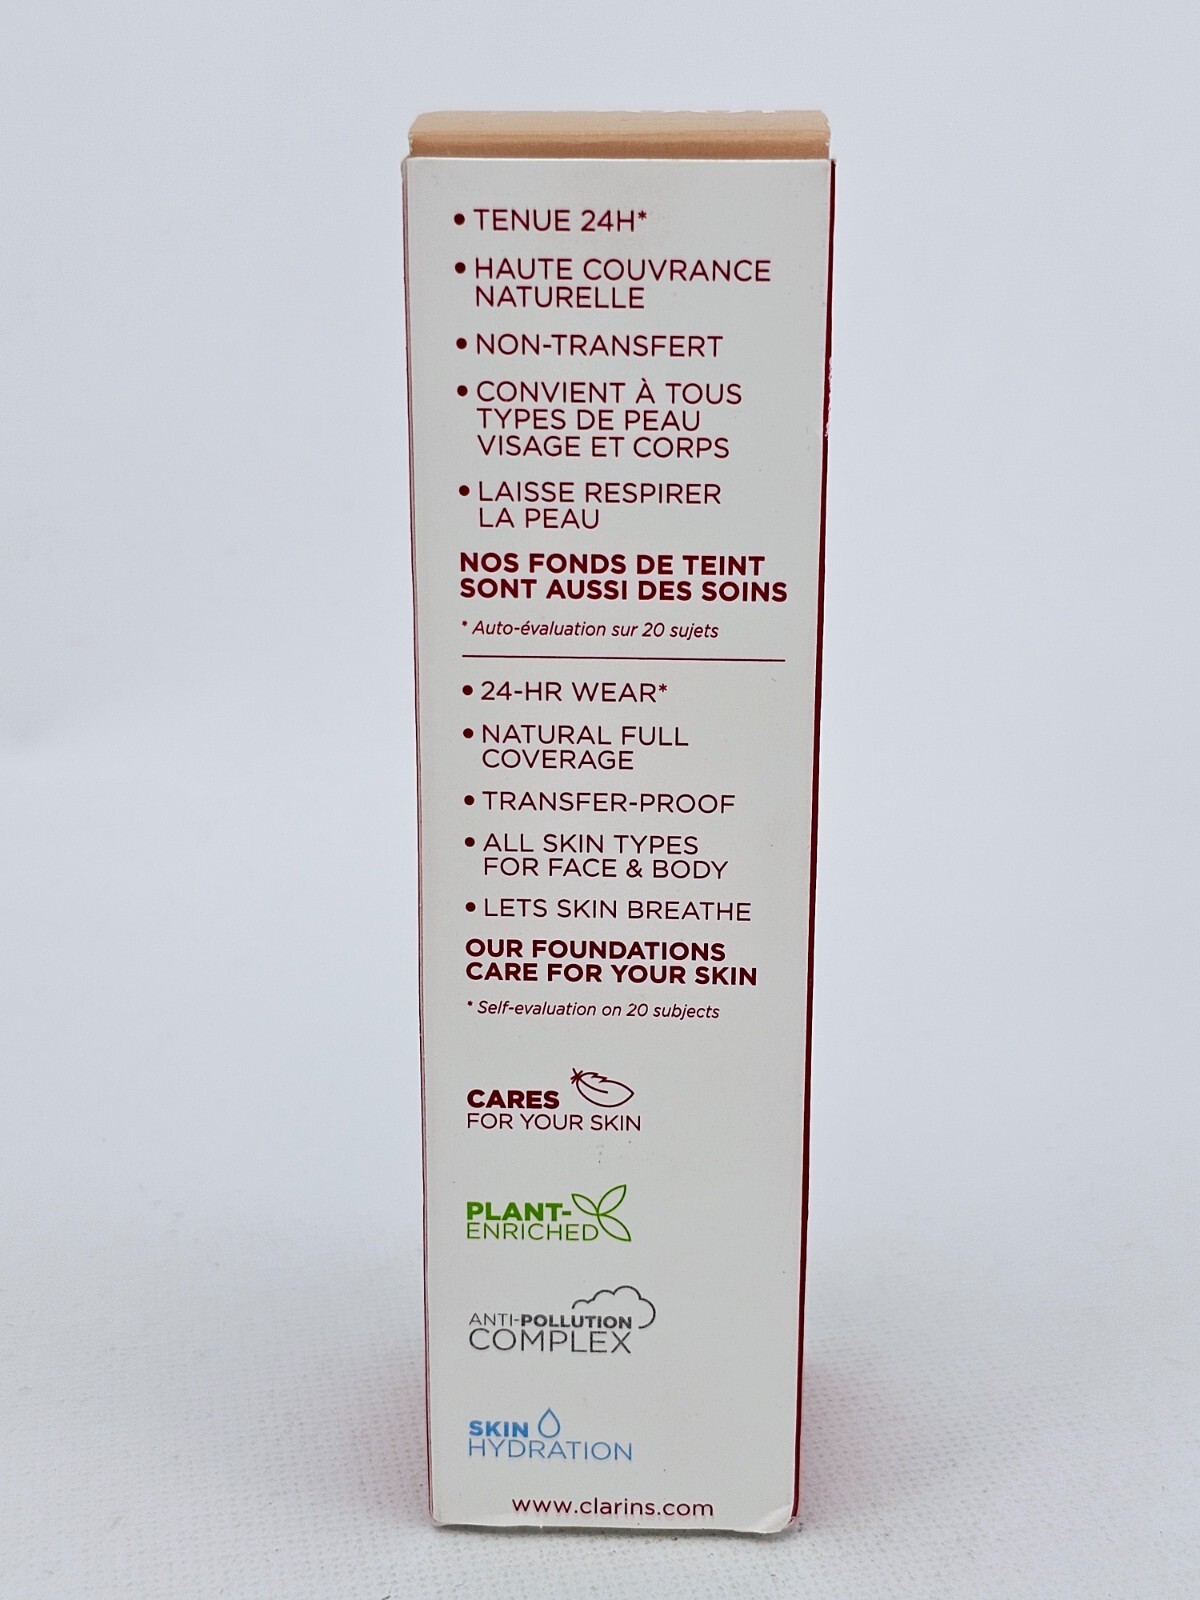 • TENUE 24H*
• HAUTE COUVRANCE
NATURELLE
• NON-TRANSFERT
• CONVIENT À TOUS
TYPES DE PEAU
VISAGE ET CORPS
• LAISSE RESPIRER
LA PEAU
NOS FONDS DE TEINT
SONT AUSSI DES SOINS
* Auto-évaluation sur 20 sujets
• 24-HR WEAR*
• NATURAL FULL
COVERAGE
• TRANSFER-PROOF
• ALL SKIN TYPES
FOR FACE & BODY
• LETS SKIN BREATHE
OUR FOUNDATIONS
CARE FOR YOUR SKIN
* Self-evaluation on 20 subjects
CARES
FOR YOUR SKIN
PLANT-
ENRICHED
ANTI-POLLUTION
COMPLEX
SKIN
HYDRATION
www.clarins.com